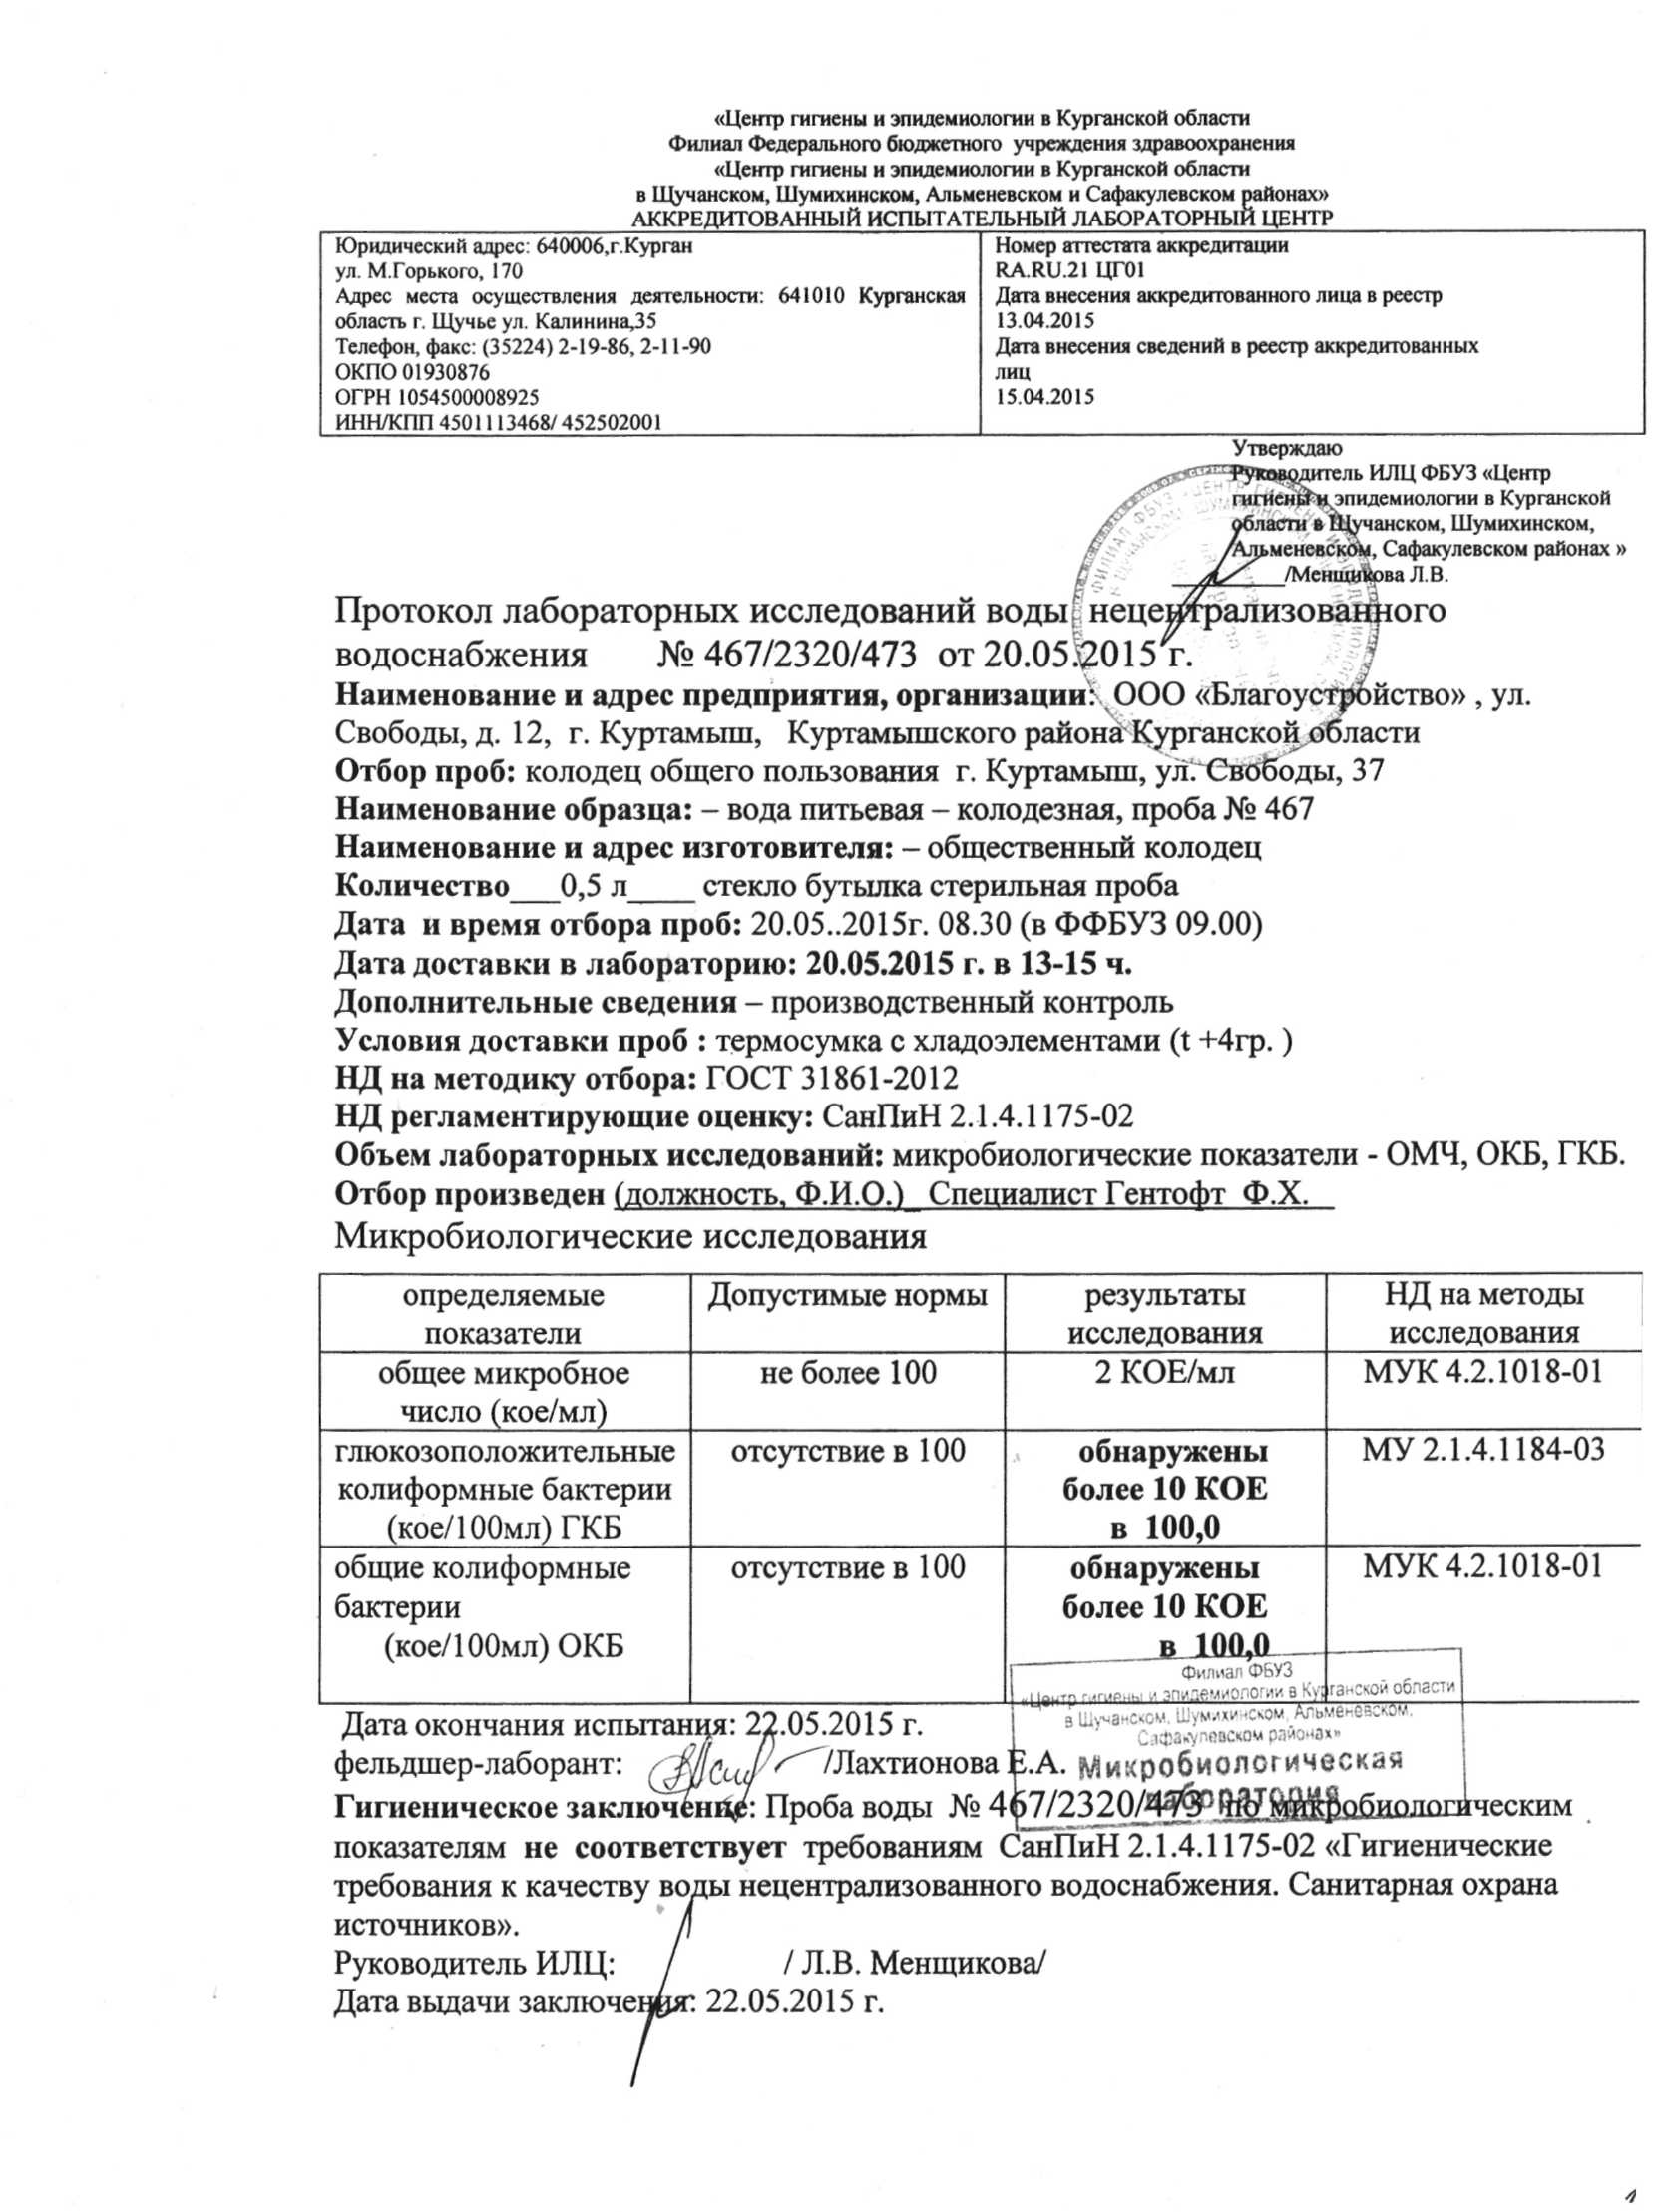 «Центр гигиены и эпидемиологии в Курганской области
Филиал Федерального бюджетного учреждения здравоохранения
«Центр гигиены и эпидемиологии в Курганской области
в Щучанском, Шумихинском, Альменевском и Сафакулевском районах»
АККРЕДИТОВАННЫЙ ИСПЫТАТЕЛЬНЫЙ ЛАБОРАТОРНЫЙ ЦЕНТР
Юридический адрес: 640006,г.Курган
ул. М.Горького, 170
Адрес места осуществления деятельности: 641010 Курганская
область г. Щучье ул. Калинина,35
Телефон, факс: (35224) 2-19-86, 2-11-90
ОКПО 01930876
ОГРН 1054500008925
ИНН/КПП 4501113468/ 452502001
Номер аттестата аккредитации
RA.RU.21 ЦГ01
Дата внесения аккредитованного лица в реестр
13.04.2015
Дата внесения сведений в реестр аккредитованных
лиц
15.04.2015
Утверждаю
Руководитель ИЛЦ ФБУЗ «Центр
гигиены и эпидемиологии в Курганской
области в Щучанском, Шумихинском,
Альменевском, Сафакулевском районах »
__________/Менщикова Л.В.
Протокол лабораторных исследований воды нецентрализованного
водоснабжения № 467/2320/473 от 20.05.2015 г.
Наименование и адрес предприятия, организации: ООО «Благоустройство» , ул.
Свободы, д. 12, г. Куртамыш, Куртамышского района Курганской области
Отбор проб: колодец общего пользования г. Куртамыш, ул. Свободы, 37
Наименование образца: – вода питьевая – колодезная, проба № 467
Наименование и адрес изготовителя: – общественный колодец
Количество___0,5 л____ стекло бутылка стерильная проба
Дата и время отбора проб: 20.05..2015г. 08.30 (в ФФБУЗ 09.00)
Дата доставки в лабораторию: 20.05.2015 г. в 13-15 ч.
Дополнительные сведения – производственный контроль
Условия доставки проб : термосумка с хладоэлементами (t +4гр. )
НД на методику отбора: ГОСТ 31861-2012
НД регламентирующие оценку: СанПиН 2.1.4.1175-02
Объем лабораторных исследований: микробиологические показатели - ОМЧ, ОКБ, ГКБ.
Отбор произведен (должность, Ф.И.О.)_ Специалист Гентофт Ф.Х.
Микробиологические исследования
определяемые
показатели
Допустимые нормы
результаты
исследования
НД на методы
исследования
общее микробное
число (кое/мл)
не более 100
2 КОЕ/мл
МУК 4.2.1018-01
глюкозоположительные
колиформные бактерии
(кое/100мл) ГКБ
отсутствие в 100
обнаружены
более 10 КОЕ
в 100,0
МУ 2.1.4.1184-03
общие колиформные
бактерии
(кое/100мл) ОКБ
отсутствие в 100
обнаружены
более 10 КОЕ
в 100,0
МУК 4.2.1018-01
Филиал ФБУЗ
«Центр гигиены и эпидемиологии в Курганской области
в Щучанском, Шумихинском, Альменевском,
Сафакулевском районах»
Микробиологическая
лаборатория
Дата окончания испытания: 22.05.2015 г.
фельдшер-лаборант: /Лахтионова Е.А.
Гигиеническое заключение: Проба воды № 467/2320/473 по микробиологическим
показателям не соответствует требованиям СанПиН 2.1.4.1175-02 «Гигиенические
требования к качеству воды нецентрализованного водоснабжения. Санитарная охрана
источников».
Руководитель ИЛЦ: / Л.В. Менщикова/
Дата выдачи заключения: 22.05.2015 г.